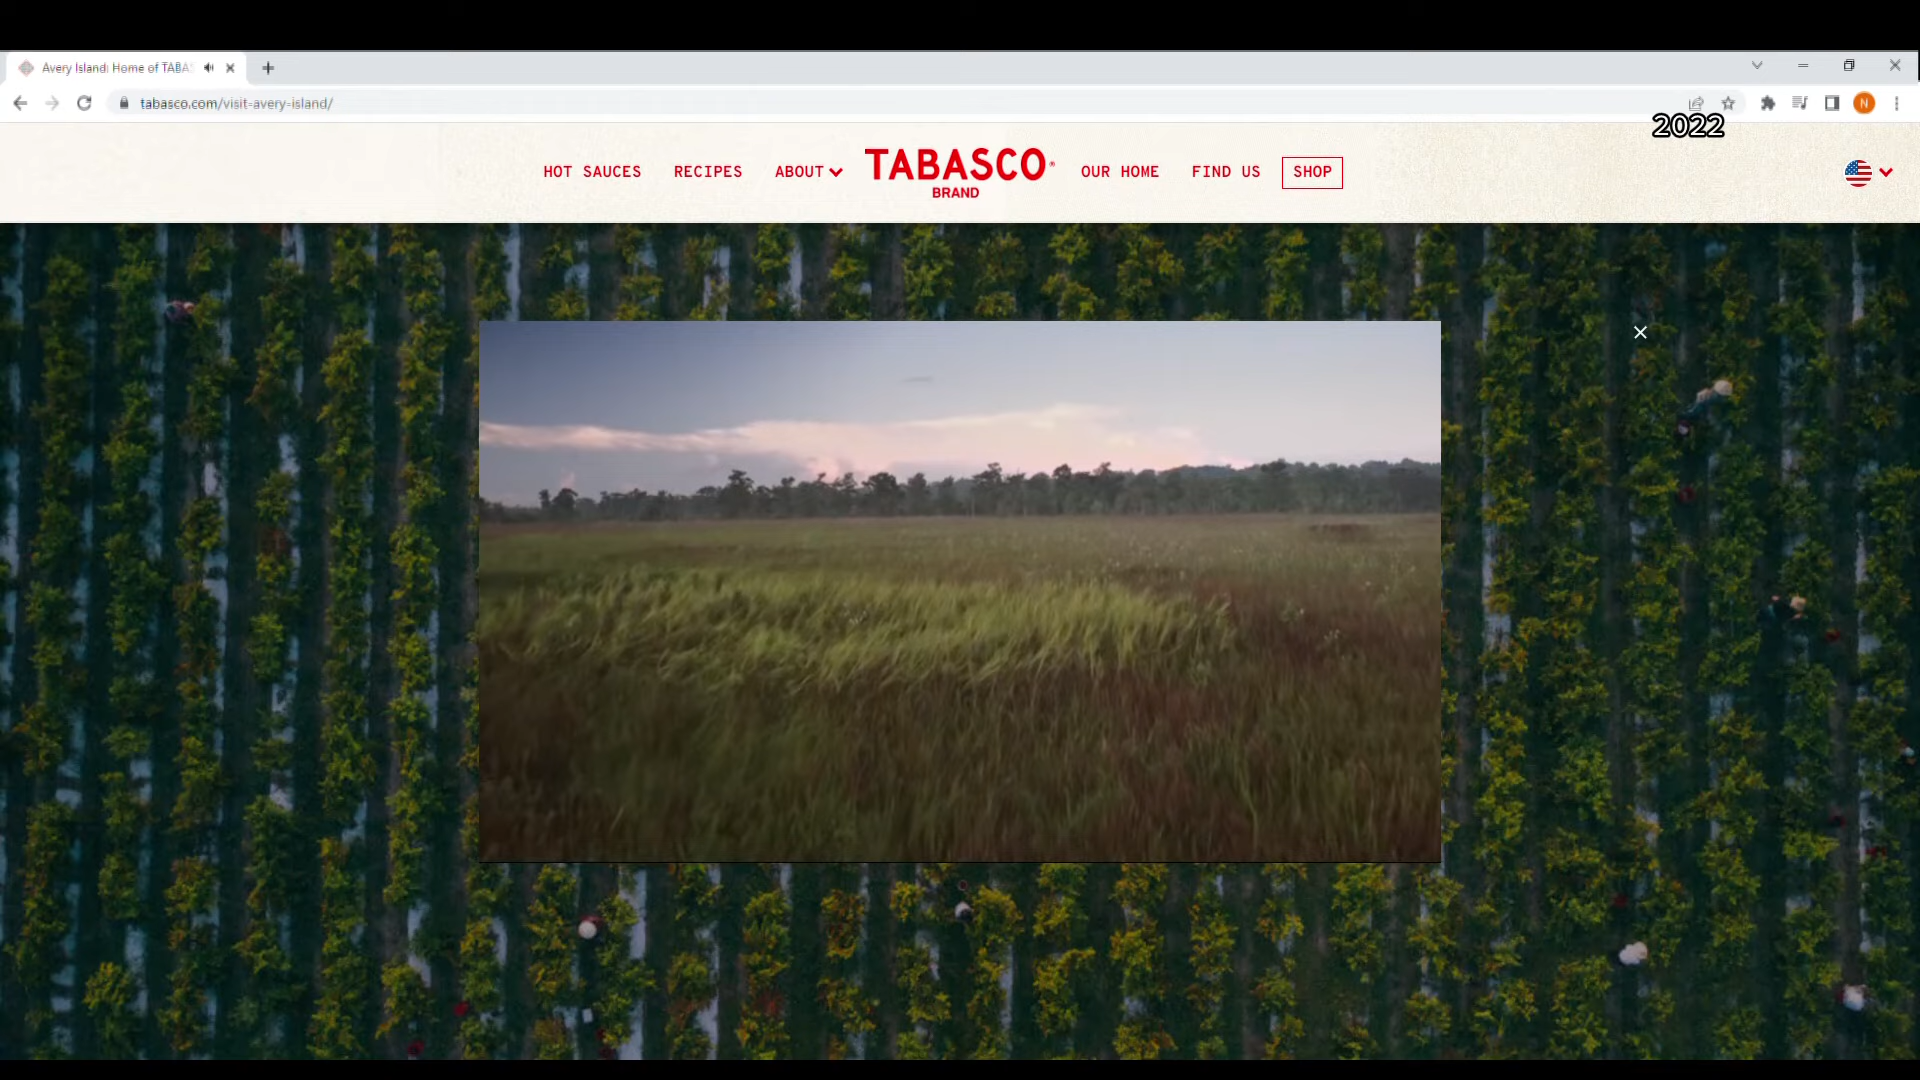 Avery Island: Home of TABAS
tabasco.com/visit-avery-island/
N
2022
HOT SAUCES
RECIPES
ABOUT
TABASCO®
BRAND
OUR HOME
FIND US
SHOP